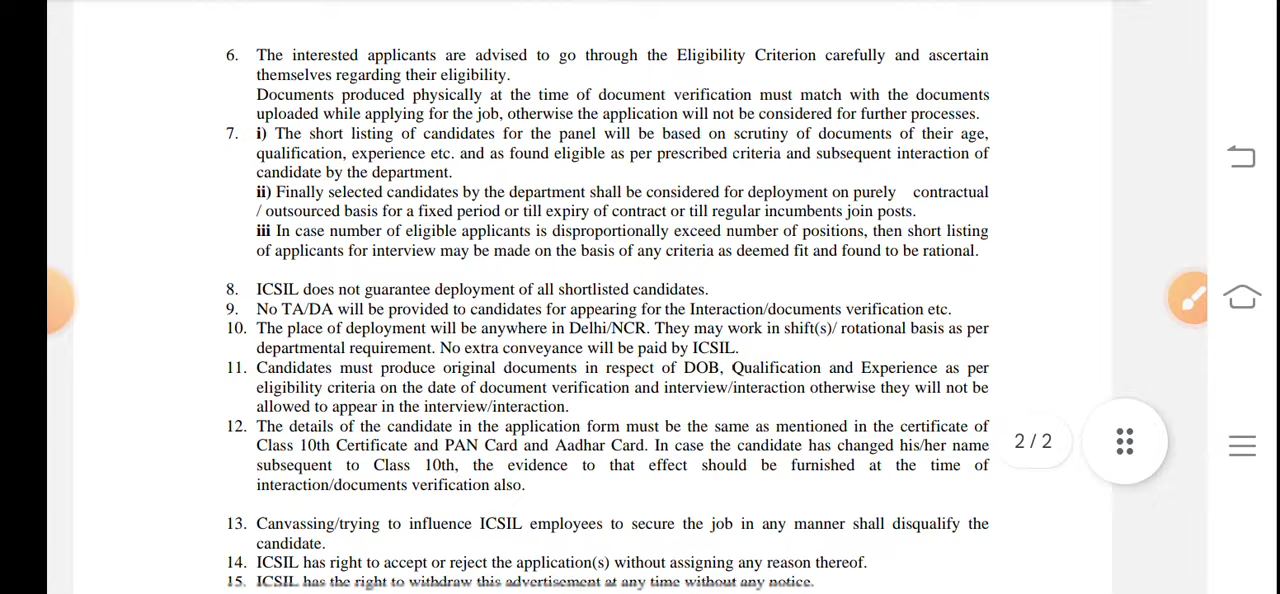 6. The interested applicants are advised to go through the Eligibility Criterion carefully and ascertain
themselves regarding their eligibility.
Documents produced physically at the time of document verification must match with the documents
uploaded while applying for the job, otherwise the application will not be considered for further processes.
7. i) The short listing of candidates for the panel will be based on scrutiny of documents of their age,
qualification, experience etc. and as found eligible as per prescribed criteria and subsequent interaction of
candidate by the department.
ii) Finally selected candidates by the department shall be considered for deployment on purely contractual
/ outsourced basis for a fixed period or till expiry of contract or till regular incumbents join posts.
iii In case number of eligible applicants is disproportionally exceed number of positions, then short listing
of applicants for interview may be made on the basis of any criteria as deemed fit and found to be rational.
8. ICSIL does not guarantee deployment of all shortlisted candidates.
9. No TA/DA will be provided to candidates for appearing for the Interaction/documents verification etc.
10. The place of deployment will be anywhere in Delhi/NCR. They may work in shift(s)/ rotational basis as per
departmental requirement. No extra conveyance will be paid by ICSIL.
11. Candidates must produce original documents in respect of DOB, Qualification and Experience as per
eligibility criteria on the date of document verification and interview/interaction otherwise they will not be
allowed to appear in the interview/interaction.
12. The details of the candidate in the application form must be the same as mentioned in the certificate of
Class 10th Certificate and PAN Card and Aadhar Card. In case the candidate has changed his/her name
subsequent to Class 10th, the evidence to that effect should be furnished at the time of
interaction/documents verification also.
2 / 2
13. Canvassing/trying to influence ICSIL employees to secure the job in any manner shall disqualify the
candidate.
14. ICSIL has right to accept or reject the application(s) without assigning any reason thereof.
15. ICSIL has the right to withdraw this advertisement at any time without any notice.